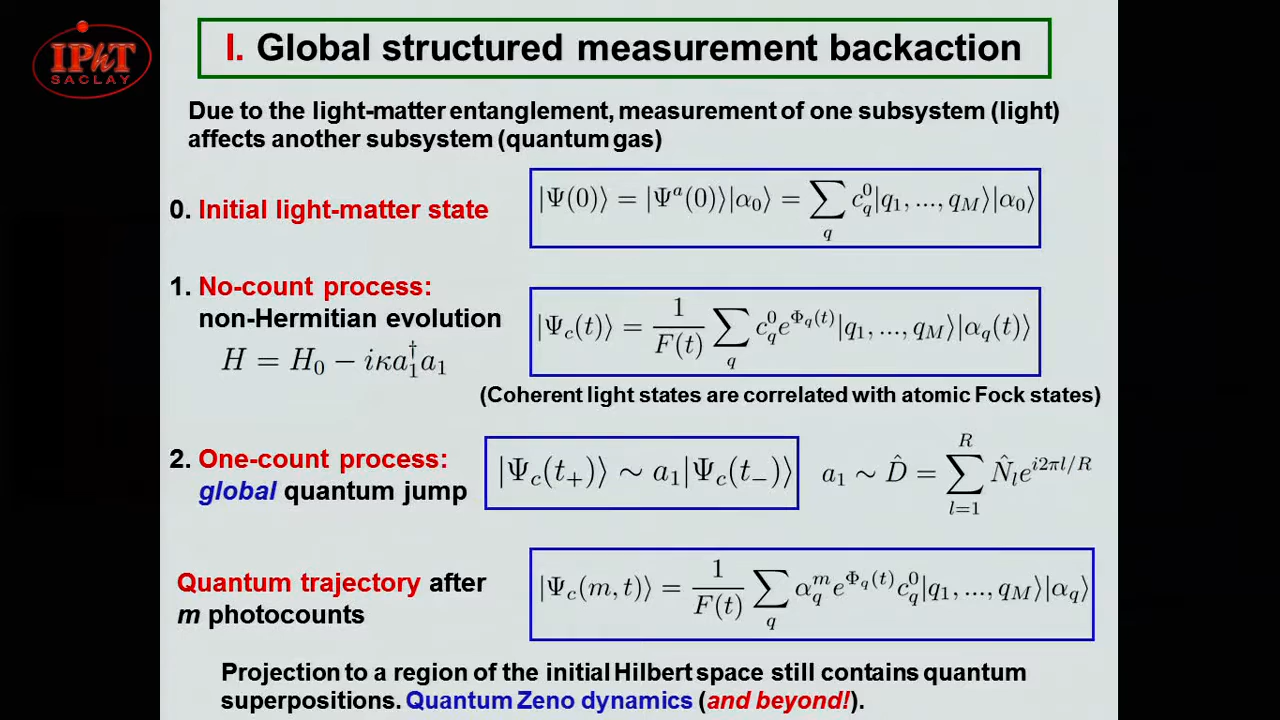 IPhT
SACLAY
I. Global structured measurement backaction
Due to the light-matter entanglement, measurement of one subsystem (light)
affects another subsystem (quantum gas)
0. Initial light-matter state
|Ψ(0)⟩ = |Ψ^a(0)⟩|α_0⟩ = ∑_q c_q^0|q_1, ..., q_M⟩|α_0⟩
1. No-count process:
non-Hermitian evolution
H = H_0 − iκa_1^†a_1
|Ψ_c(t)⟩ = 1/F(t) ∑_q c_q^0 e^{Φ_q(t)}|q_1, ..., q_M⟩|α_q(t)⟩
(Coherent light states are correlated with atomic Fock states)
2. One-count process:
global quantum jump
|Ψ_c(t_+)⟩ ∼ a_1|Ψ_c(t_−)⟩
a_1 ∼ D̂ = ∑_{l=1}^{R} N̂_l e^{i2πl/R}
Quantum trajectory after
m photocounts
|Ψ_c(m, t)⟩ = 1/F(t) ∑_q α_q^m e^{Φ_q(t)} c_q^0|q_1, ..., q_M⟩|α_q⟩
Projection to a region of the initial Hilbert space still contains quantum
superpositions. Quantum Zeno dynamics (and beyond!).